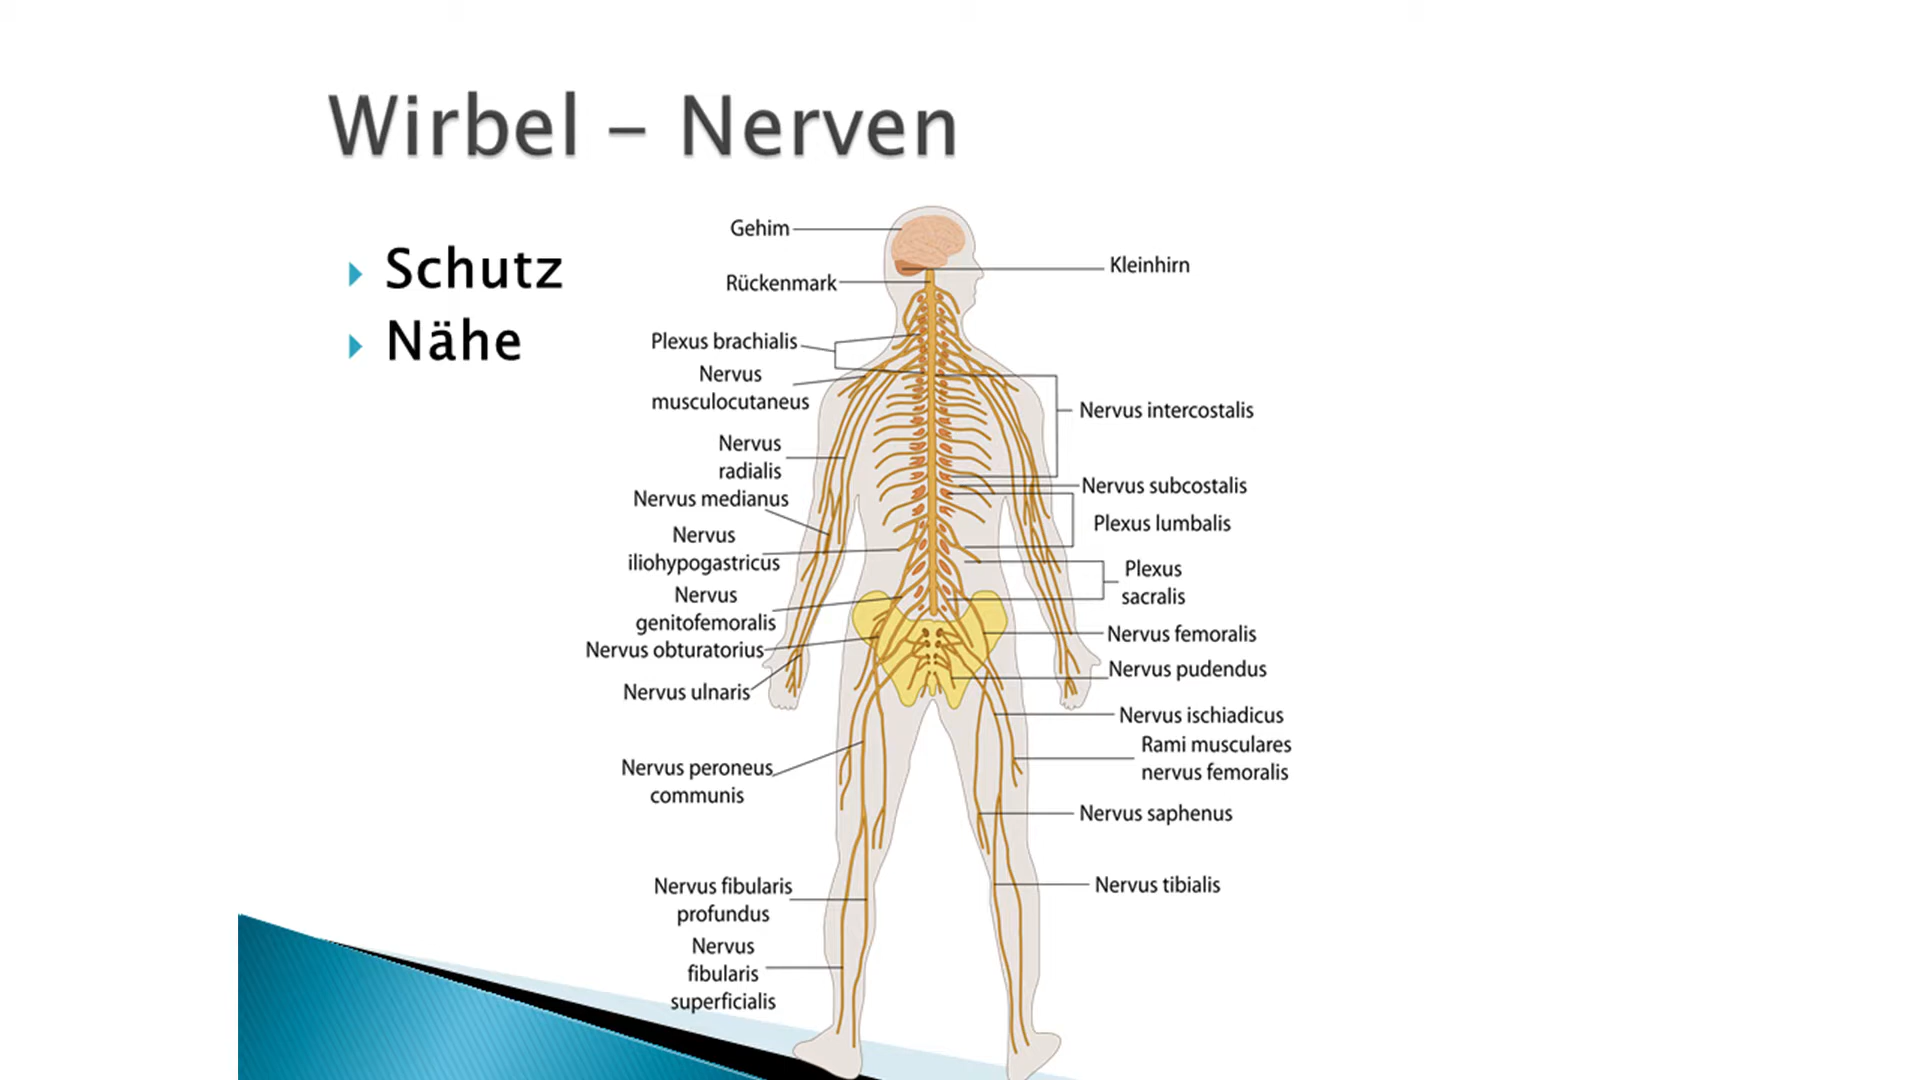 Wirbel – Nerven
Schutz
Nähe
Gehirn
Rückenmark
Plexus brachialis
Nervus
musculocutaneus
Nervus
radialis
Nervus medianus
Nervus
iliohypogastricus
Nervus
genitofemoralis
Nervus obturatorius
Nervus ulnaris
Nervus peroneus
communis
Nervus fibularis
profundus
Nervus
fibularis
superficialis
Kleinhirn
Nervus intercostalis
Nervus subcostalis
Plexus lumbalis
Plexus
sacralis
Nervus femoralis
Nervus pudendus
Nervus ischiadicus
Rami musculares
nervus femoralis
Nervus saphenus
Nervus tibialis